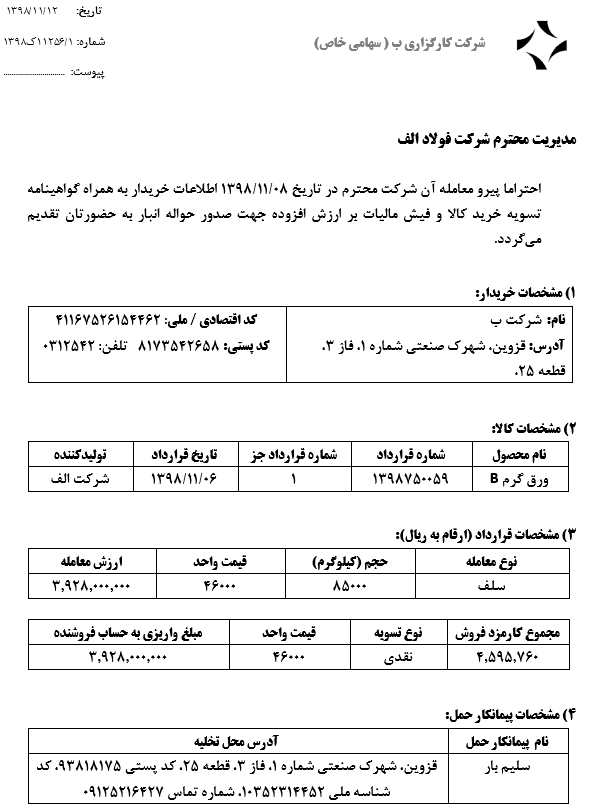 تاریخ: ۱۳۹۸/۱۱/۱۲
شماره: ۱۱۲۵۶/۱ک۱۳۹۸
پیوست: ....................
شرکت کارگزاری ب ( سهامی خاص)
مدیریت محترم شرکت فولاد الف
احتراما پیرو معامله آن شرکت محترم در تاریخ ۱۳۹۸/۱۱/۰۸ اطلاعات خریدار به همراه گواهینامه
تسویه خرید کالا و فیش مالیات بر ارزش افزوده جهت صدور حواله انبار به حضورتان تقدیم
می‌گردد.
۱) مشخصات خریدار:
نام: شرکت ب کد اقتصادی / ملی: ۴۱۱۶۷۵۲۶۱۵۴۴۶۲
آدرس: قزوین، شهرک صنعتی شماره ۱، فاز ۳، کد پستی: ۸۱۷۳۵۴۲۶۵۸ تلفن: ۰۳۱۲۵۴۲
قطعه ۲۵،
۲) مشخصات کالا:
نام محصول شماره قرارداد شماره قرارداد جز تاریخ قرارداد تولیدکننده
ورق گرم B ۱۳۹۸۷۵۰۰۵۹ ۱ ۱۳۹۸/۱۱/۰۶ شرکت الف
۳) مشخصات قرارداد (ارقام به ریال):
نوع معامله حجم (کیلوگرم) قیمت واحد ارزش معامله
سلف ۸۵۰۰۰ ۴۶۰۰۰ ۳,۹۲۸,۰۰۰,۰۰۰
مجموع کارمزد فروش نوع تسویه قیمت واحد مبلغ واریزی به حساب فروشنده
۴,۵۹۵,۷۶۰ نقدی ۴۶۰۰۰ ۳,۹۲۸,۰۰۰,۰۰۰
۴) مشخصات پیمانکار حمل:
نام پیمانکار حمل آدرس محل تخلیه
سلیم بار قزوین، شهرک صنعتی شماره ۱، فاز ۳، قطعه ۲۵، کد پستی ۹۳۸۱۸۱۷۵، کد
شناسه ملی ۱۰۳۵۲۳۱۴۴۵۲، شماره تماس ۰۹۱۲۵۲۱۶۴۲۷